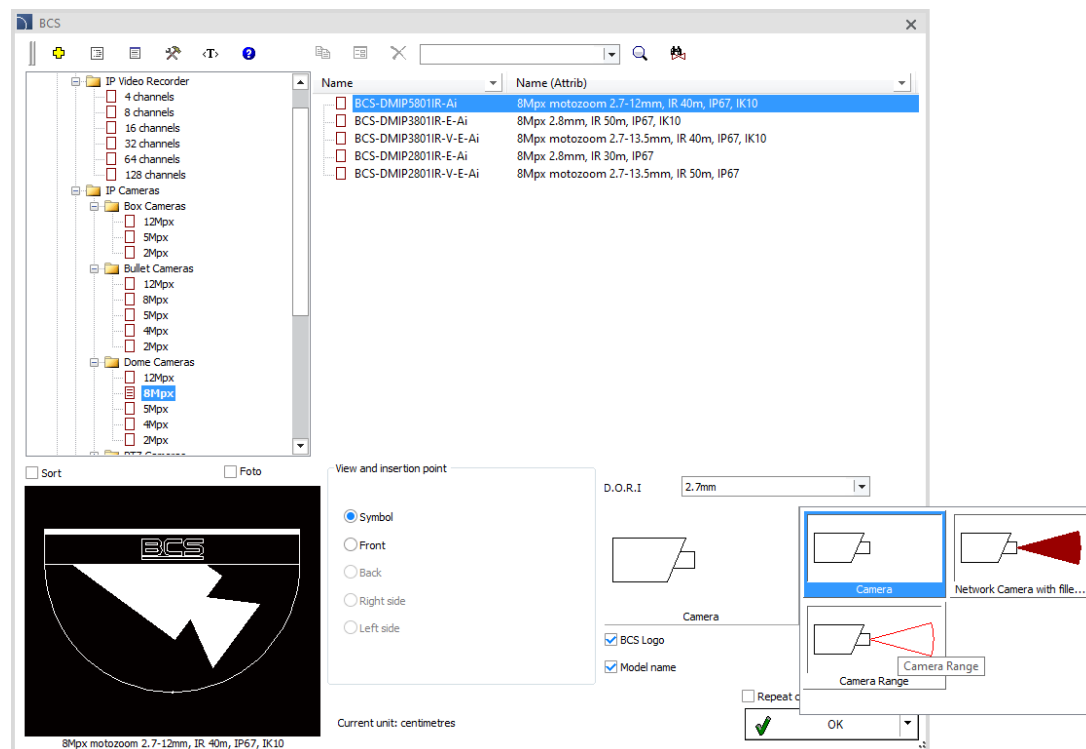 BCS
<T>
Name
Name (Attrib)
IP Video Recorder
4 channels
8 channels
16 channels
32 channels
64 channels
128 channels
IP Cameras
Box Cameras
12Mpx
5Mpx
2Mpx
Bullet Cameras
12Mpx
8Mpx
5Mpx
4Mpx
2Mpx
Dome Cameras
12Mpx
8Mpx
5Mpx
4Mpx
2Mpx
PTZ Cameras
BCS-DMIP5801IR-Ai 8Mpx motozoom 2.7-12mm, IR 40m, IP67, IK10
BCS-DMIP3801IR-E-Ai 8Mpx 2.8mm, IR 50m, IP67, IK10
BCS-DMIP3801IR-V-E-Ai 8Mpx motozoom 2.7-13.5mm, IR 40m, IP67, IK10
BCS-DMIP2801IR-E-Ai 8Mpx 2.8mm, IR 30m, IP67
BCS-DMIP2801IR-V-E-Ai 8Mpx motozoom 2.7-13.5mm, IR 50m, IP67
Sort
Foto
BCS
8Mpx motozoom 2.7-12mm, IR 40m, IP67, IK10
View and insertion point
Symbol
Front
Back
Right side
Left side
Current unit: centimetres
D.O.R.I
2.7mm
Camera
BCS Logo
Model name
Repeat
OK
Camera
Network Camera with fille...
Camera Range
Camera Range